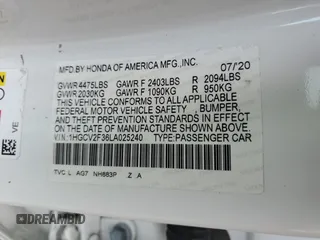 MFD. BY HONDA OF AMERICA MFG., INC. 07/20
GVWR 4475LBS GAWR F 2403LBS R 2094LBS
GVWR 2030KG GAWR F 1090KG R 950KG
THIS VEHICLE CONFORMS TO ALL APPLICABLE
FEDERAL MOTOR VEHICLE SAFETY, BUMPER,
AND THEFT PREVENTION STANDARDS IN EFFECT
ON THE DATE OF MANUFACTURE SHOWN ABOVE.
V.I.N.: 1HGCV2F36LA025240 TYPE:PASSENGER CAR
TVC L AG7 NH883P Z A
DREAMBID